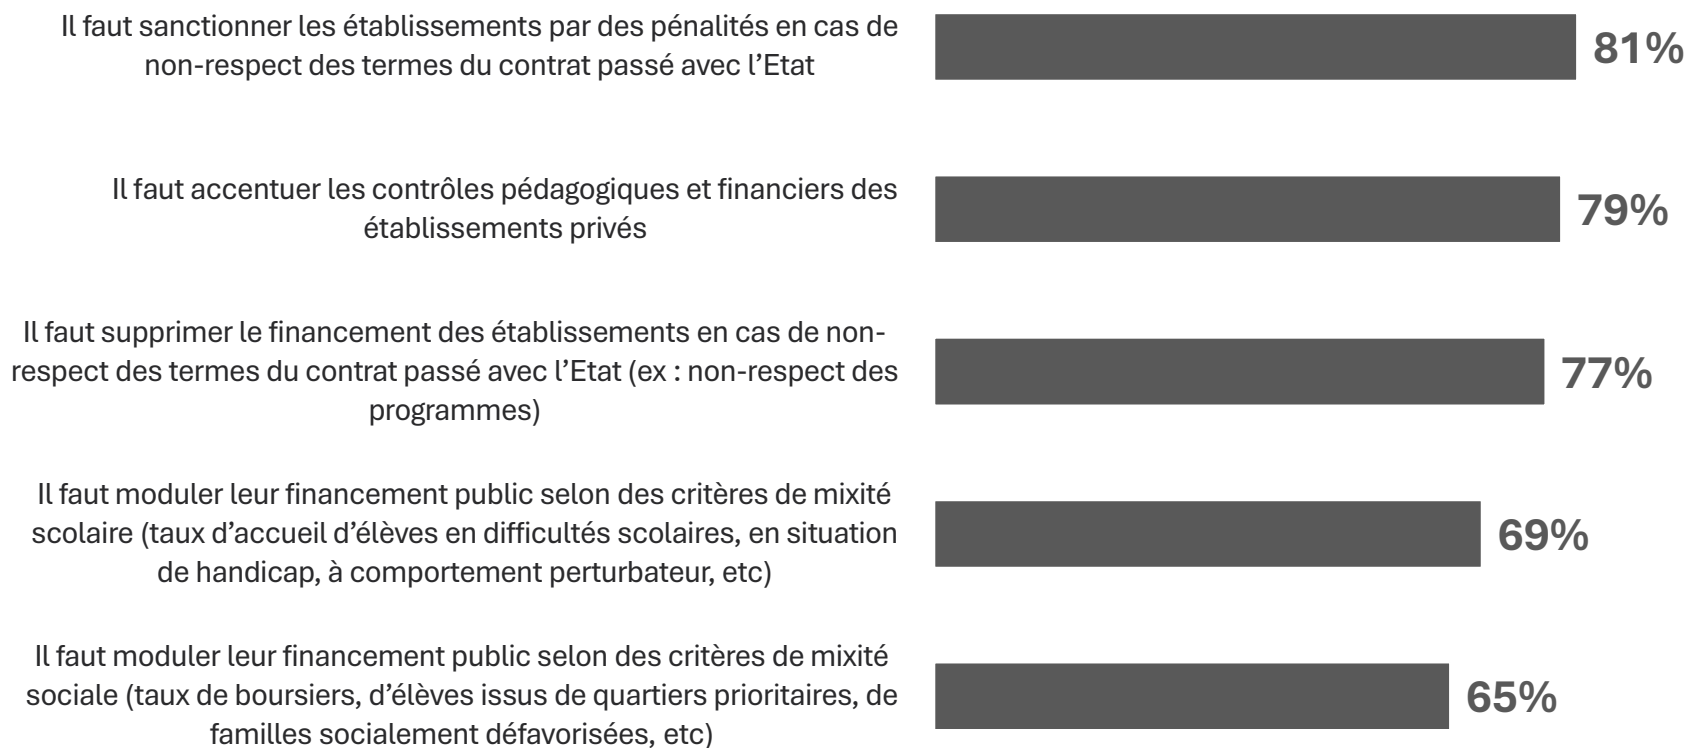 Il faut sanctionner les établissements par des pénalités en cas de
non-respect des termes du contrat passé avec l’Etat
81%
Il faut accentuer les contrôles pédagogiques et financiers des
établissements privés
79%
Il faut supprimer le financement des établissements en cas de non-
respect des termes du contrat passé avec l’Etat (ex : non-respect des
programmes)
77%
Il faut moduler leur financement public selon des critères de mixité
scolaire (taux d’accueil d’élèves en difficultés scolaires, en situation
de handicap, à comportement perturbateur, etc)
69%
Il faut moduler leur financement public selon des critères de mixité
sociale (taux de boursiers, d’élèves issus de quartiers prioritaires, de
familles socialement défavorisées, etc)
65%